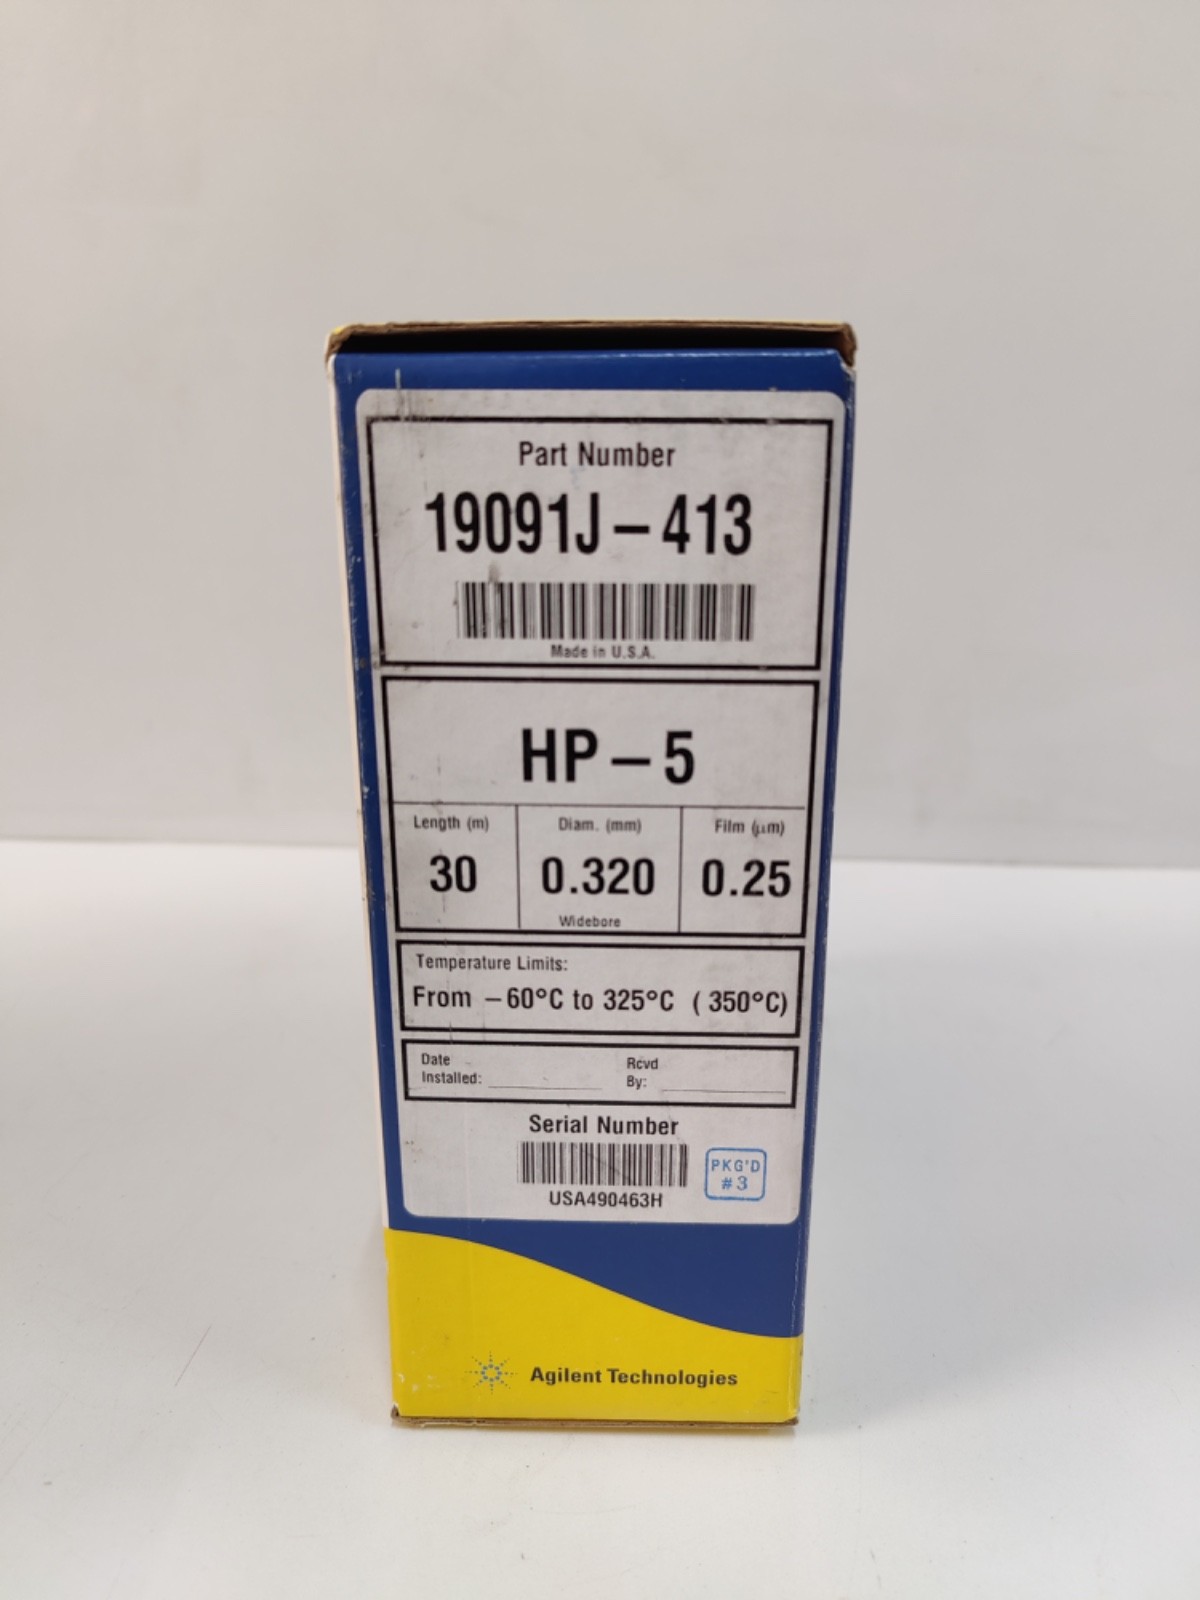 Part Number
19091J-413
Made in U.S.A.
HP-5
Length (m) Diam. (mm) Film (μm)
30 0.320 0.25
Widebore
Temperature Limits:
From -60°C to 325°C (350°C)
Date Installed: Rcvd By:
Serial Number
USA490463H
PKG'D
#3
Agilent Technologies